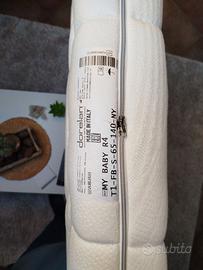 dorelan
MADE IN ITALY
MY BABY R4
T1-FB-S-65-140-NY
subito